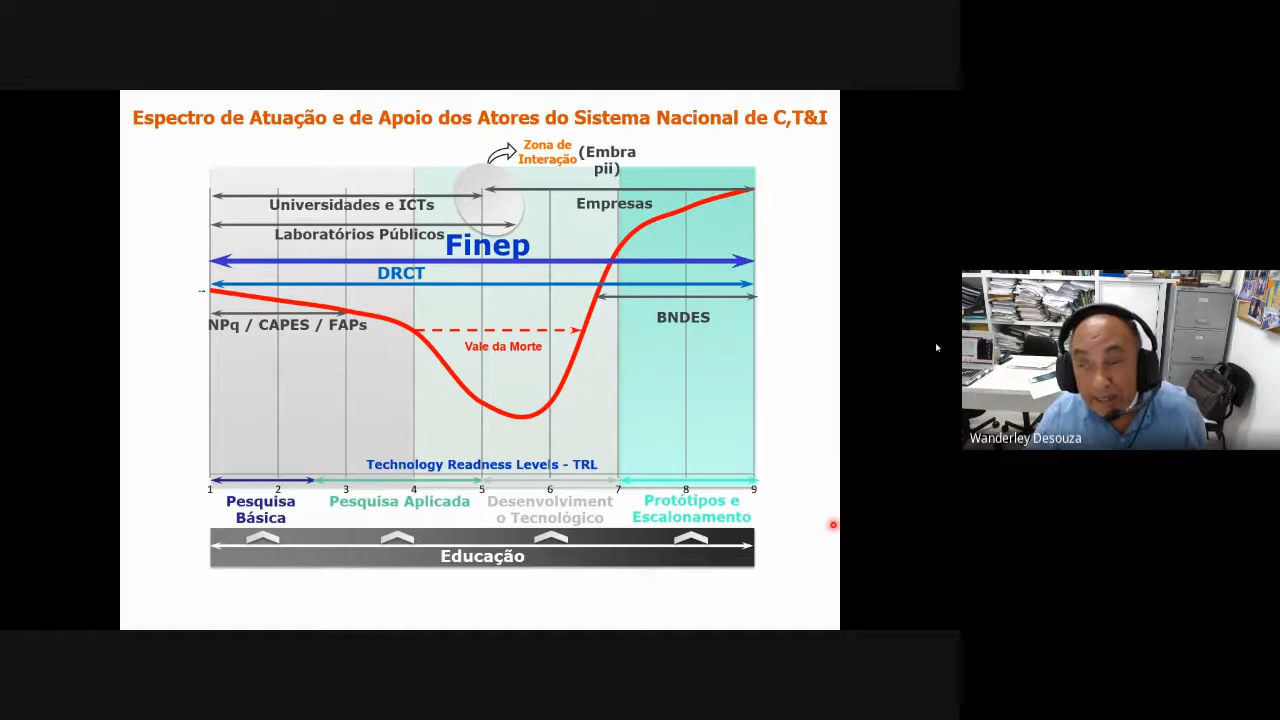 Espectro de Atuação e de Apoio dos Atores do Sistema Nacional de C,T&I
Zona de
Interação
(Embra
pii)
Universidades e ICTs
Empresas
Laboratórios Públicos
Finep
DRCT
NPq / CAPES / FAPs
BNDES
Vale da Morte
Technology Readiness Levels - TRL
1 2 3 4 5 6 7 8 9
Pesquisa
Básica
Pesquisa Aplicada
Desenvolviment
o Tecnológico
Protótipos e
Escalonamento
Educação
Wanderley Desouza